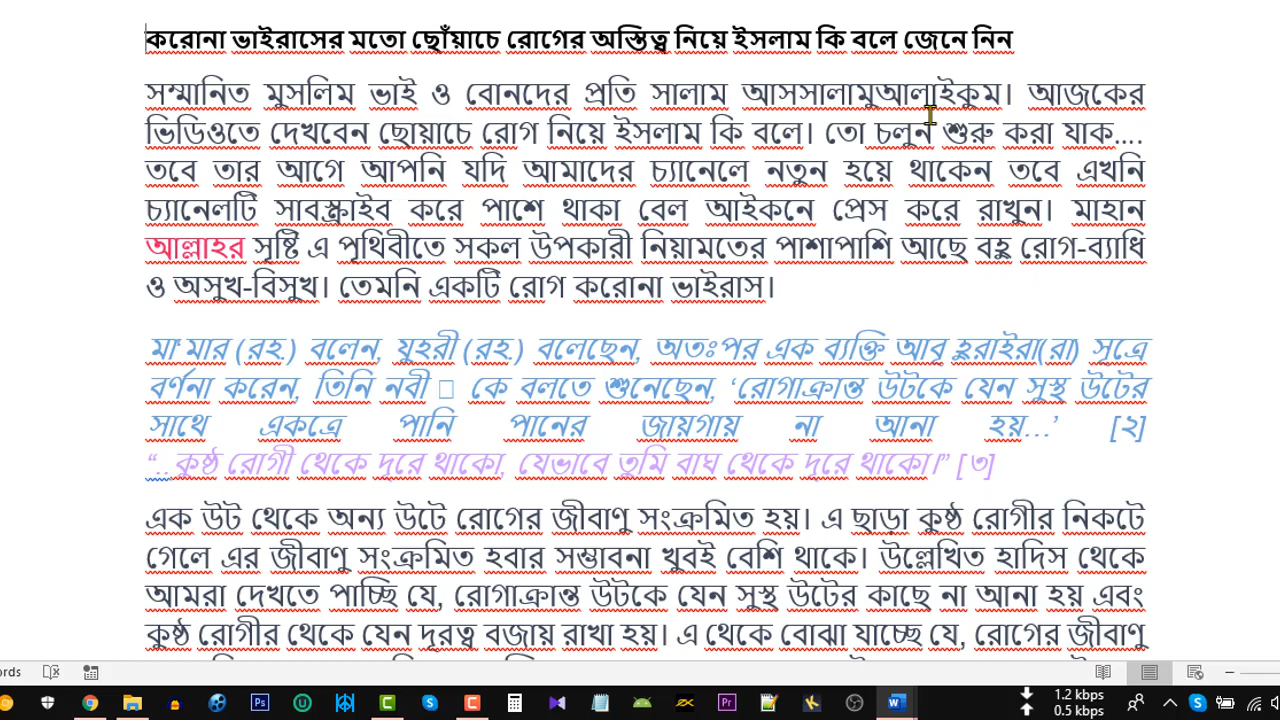 করোনা ভাইরাসের মতো ছোঁয়াচে রোগের অস্তিত্ব নিয়ে ইসলাম কি বলে জেনে নিন
সম্মানিত মুসলিম ভাই ও বোনদের প্রতি সালাম আসসালামুআলাইকুম। আজকের
ভিডিওতে দেখবেন ছোয়াচে রোগ নিয়ে ইসলাম কি বলে। তো চলুন শুরু করা যাক....
তবে তার আগে আপনি যদি আমাদের চ্যানেলে নতুন হয়ে থাকেন তবে এখনি
চ্যানেলটি সাবস্ক্রাইব করে পাশে থাকা বেল আইকনে প্রেস করে রাখুন। মাহান
আল্লাহর সৃষ্টি এ পৃথিবীতে সকল উপকারী নিয়ামতের পাশাপাশি আছে বহু রোগ-ব্যাধি
ও অসুখ-বিসুখ। তেমনি একটি রোগ করোনা ভাইরাস।
মা‘মার (রহ.) বলেন, যুহরী (রহ.) বলেছেন, অতঃপর এক ব্যক্তি আবূ হুরাইরা(রা) সূত্রে
বর্ণনা করেন, তিনি নবী কে বলতে শুনেছেন, ‘রোগাক্রান্ত উটকে যেন সুস্থ উটের
সাথে একত্রে পানি পানের জায়গায় না আনা হয়...’ [২]
“...কুষ্ঠ রোগী থেকে দূরে থাকো, যেভাবে তুমি বাঘ থেকে দূরে থাকো।” [৩]
এক উট থেকে অন্য উটে রোগের জীবাণু সংক্রমিত হয়। এ ছাড়া কুষ্ঠ রোগীর নিকটে
গেলে এর জীবাণু সংক্রমিত হবার সম্ভাবনা খুবই বেশি থাকে। উল্লেখিত হাদিস থেকে
আমরা দেখতে পাচ্ছি যে, রোগাক্রান্ত উটকে যেন সুস্থ উটের কাছে না আনা হয় এবং
কুষ্ঠ রোগীর থেকে যেন দূরত্ব বজায় রাখা হয়। এ থেকে বোঝা যাচ্ছে যে, রোগের জীবাণু
ords
1.2 kbps
0.5 kbps